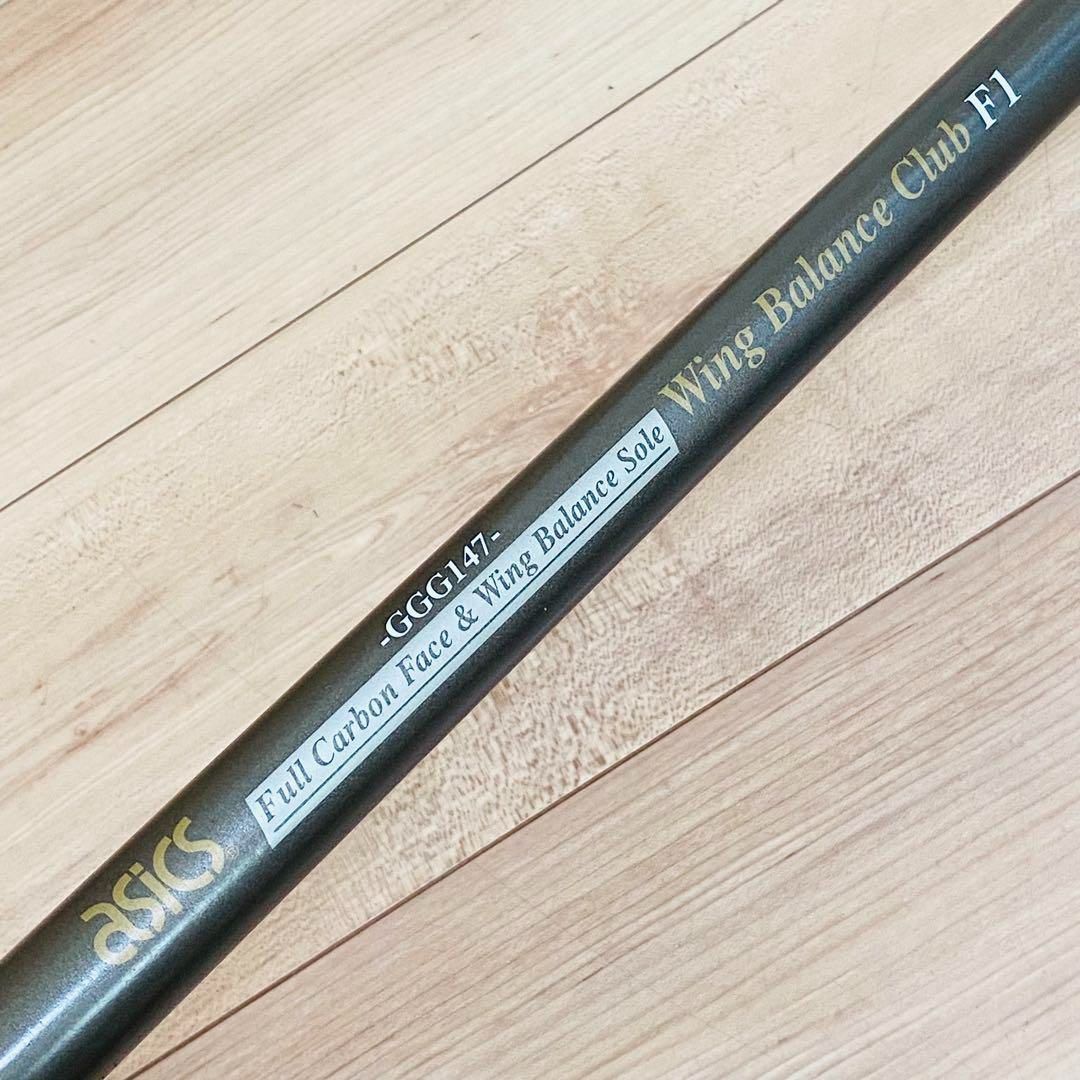 asics®
-GGG147-
Full Carbon Face & Wing Balance Sole
Wing Balance Club F1